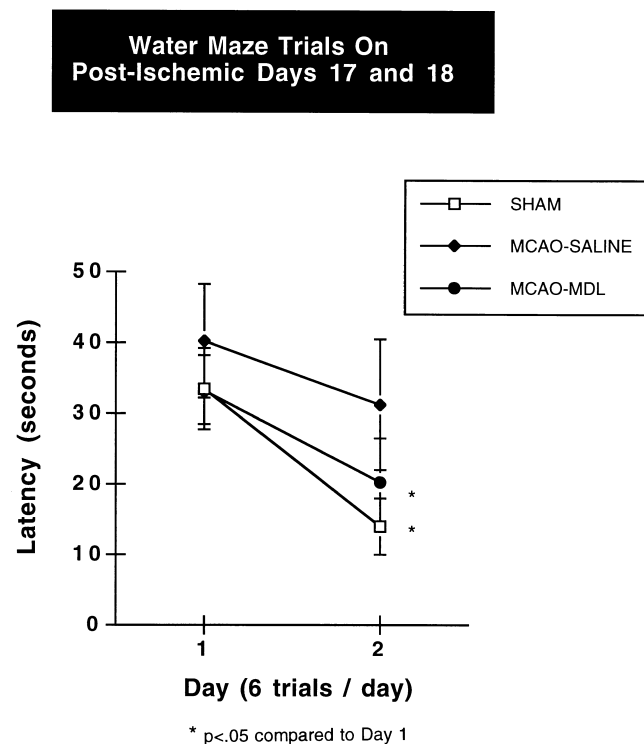 Water Maze Trials On
Post-Ischemic Days 17 and 18
SHAM
MCAO-SALINE
MCAO-MDL
50
40
30
20
10
0
Latency (seconds)
*
*
1
2
Day (6 trials / day)
* p<.05 compared to Day 1